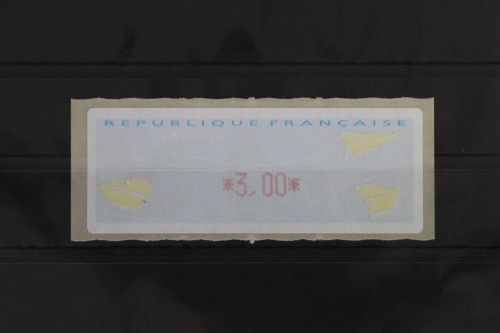 REPUBLIQUE FRANÇAISE
*3,00*